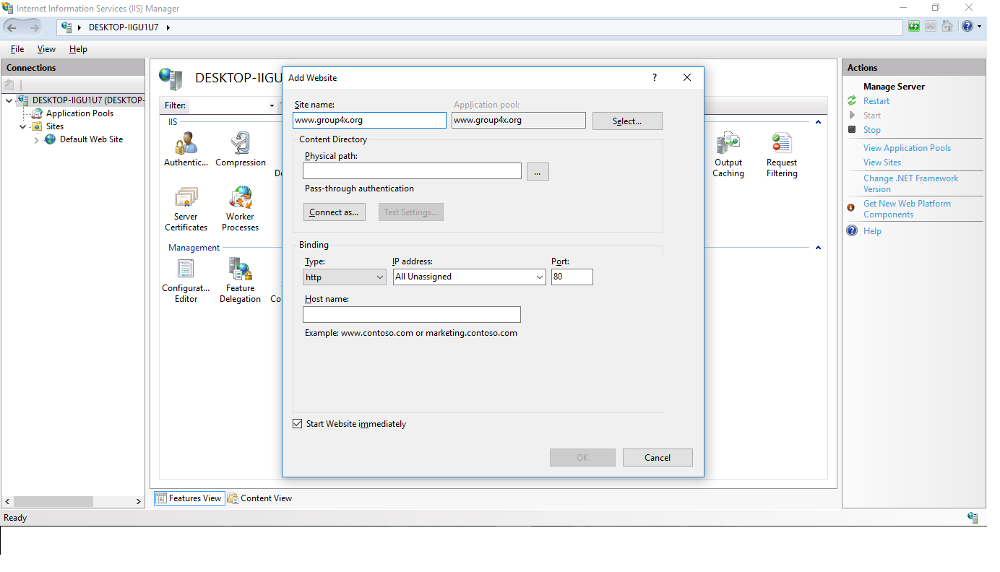 Internet Information Services (IIS) Manager
DESKTOP-IIGU1U7
File View Help
Connections
DESKTOP-IIGU1U7 (DESKTOP-
Application Pools
Sites
Default Web Site
DESKTOP-IIGU
Filter:
IIS
Authentic...
Compression
Output
Caching
Request
Filtering
Server
Certificates
Worker
Processes
Management
Configurat...
Editor
Feature
Delegation
Co
Add Website
?
Site name:
Application pool:
www.group4x.org
www.group4x.org
Select...
Content Directory
Physical path:
...
Pass-through authentication
Connect as...
Test Settings...
Binding
Type:
IP address:
Port:
http
All Unassigned
80
Host name:
Example: www.contoso.com or marketing.contoso.com
Start Website immediately
OK
Cancel
Actions
Manage Server
Restart
Start
Stop
View Application Pools
View Sites
Change .NET Framework
Version
Get New Web Platform
Components
Help
Features View
Content View
Ready